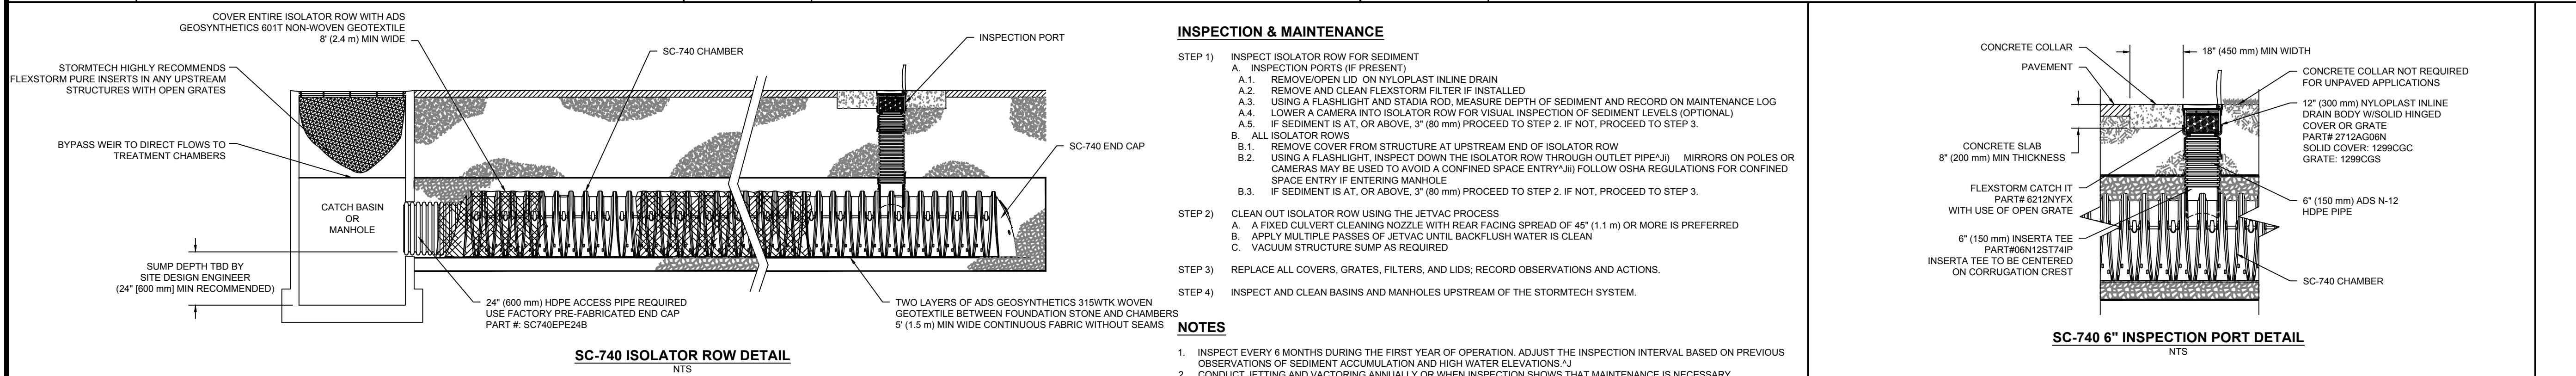 COVER ENTIRE ISOLATOR ROW WITH ADS
GEOSYNTHETICS 601T NON-WOVEN GEOTEXTILE
8' (2.4 m) MIN WIDE
STORMTECH HIGHLY RECOMMENDS
FLEXSTORM PURE INSERTS IN ANY UPSTREAM
STRUCTURES WITH OPEN GRATES
BYPASS WEIR TO DIRECT FLOWS TO
TREATMENT CHAMBERS
CATCH BASIN
OR
MANHOLE
SUMP DEPTH TBD BY
SITE DESIGN ENGINEER
(24" [600 mm] MIN RECOMMENDED)
SC-740 CHAMBER
INSPECTION PORT
SC-740 END CAP
24" (600 mm) HDPE ACCESS PIPE REQUIRED
USE FACTORY PRE-FABRICATED END CAP
PART #: SC740EPE24B
TWO LAYERS OF ADS GEOSYNTHETICS 315WTK WOVEN
GEOTEXTILE BETWEEN FOUNDATION STONE AND CHAMBERS
5' (1.5 m) MIN WIDE CONTINUOUS FABRIC WITHOUT SEAMS
SC-740 ISOLATOR ROW DETAIL
NTS
INSPECTION & MAINTENANCE
STEP 1) INSPECT ISOLATOR ROW FOR SEDIMENT
A. INSPECTION PORTS (IF PRESENT)
A.1. REMOVE/OPEN LID ON NYLOPLAST INLINE DRAIN
A.2. REMOVE AND CLEAN FLEXSTORM FILTER IF INSTALLED
A.3. USING A FLASHLIGHT AND STADIA ROD, MEASURE DEPTH OF SEDIMENT AND RECORD ON MAINTENANCE LOG
A.4. LOWER A CAMERA INTO ISOLATOR ROW FOR VISUAL INSPECTION OF SEDIMENT LEVELS (OPTIONAL)
A.5. IF SEDIMENT IS AT, OR ABOVE, 3" (80 mm) PROCEED TO STEP 2. IF NOT, PROCEED TO STEP 3.
B. ALL ISOLATOR ROWS
B.1. REMOVE COVER FROM STRUCTURE AT UPSTREAM END OF ISOLATOR ROW
B.2. USING A FLASHLIGHT, INSPECT DOWN THE ISOLATOR ROW THROUGH OUTLET PIPE^Ji) MIRRORS ON POLES OR
CAMERAS MAY BE USED TO AVOID A CONFINED SPACE ENTRY^Jii) FOLLOW OSHA REGULATIONS FOR CONFINED
SPACE ENTRY IF ENTERING MANHOLE
B.3. IF SEDIMENT IS AT, OR ABOVE, 3" (80 mm) PROCEED TO STEP 2. IF NOT, PROCEED TO STEP 3.
STEP 2) CLEAN OUT ISOLATOR ROW USING THE JETVAC PROCESS
A. A FIXED CULVERT CLEANING NOZZLE WITH REAR FACING SPREAD OF 45" (1.1 m) OR MORE IS PREFERRED
B. APPLY MULTIPLE PASSES OF JETVAC UNTIL BACKFLUSH WATER IS CLEAN
C. VACUUM STRUCTURE SUMP AS REQUIRED
STEP 3) REPLACE ALL COVERS, GRATES, FILTERS, AND LIDS; RECORD OBSERVATIONS AND ACTIONS.
STEP 4) INSPECT AND CLEAN BASINS AND MANHOLES UPSTREAM OF THE STORMTECH SYSTEM.
NOTES
1. INSPECT EVERY 6 MONTHS DURING THE FIRST YEAR OF OPERATION. ADJUST THE INSPECTION INTERVAL BASED ON PREVIOUS
OBSERVATIONS OF SEDIMENT ACCUMULATION AND HIGH WATER ELEVATIONS.^J
2. CONDUCT JETTING AND VACTORING ANNUALLY OR WHEN INSPECTION SHOWS THAT MAINTENANCE IS NECESSARY.
CONCRETE COLLAR
PAVEMENT
CONCRETE SLAB
8" (200 mm) MIN THICKNESS
FLEXSTORM CATCH IT
PART# 6212NYFX
WITH USE OF OPEN GRATE
6" (150 mm) INSERTA TEE
PART#06N12ST74IP
INSERTA TEE TO BE CENTERED
ON CORRUGATION CREST
18" (450 mm) MIN WIDTH
CONCRETE COLLAR NOT REQUIRED
FOR UNPAVED APPLICATIONS
12" (300 mm) NYLOPLAST INLINE
DRAIN BODY W/SOLID HINGED
COVER OR GRATE
PART# 2712AG06N
SOLID COVER: 1299CGC
GRATE: 1299CGS
6" (150 mm) ADS N-12
HDPE PIPE
SC-740 CHAMBER
SC-740 6" INSPECTION PORT DETAIL
NTS